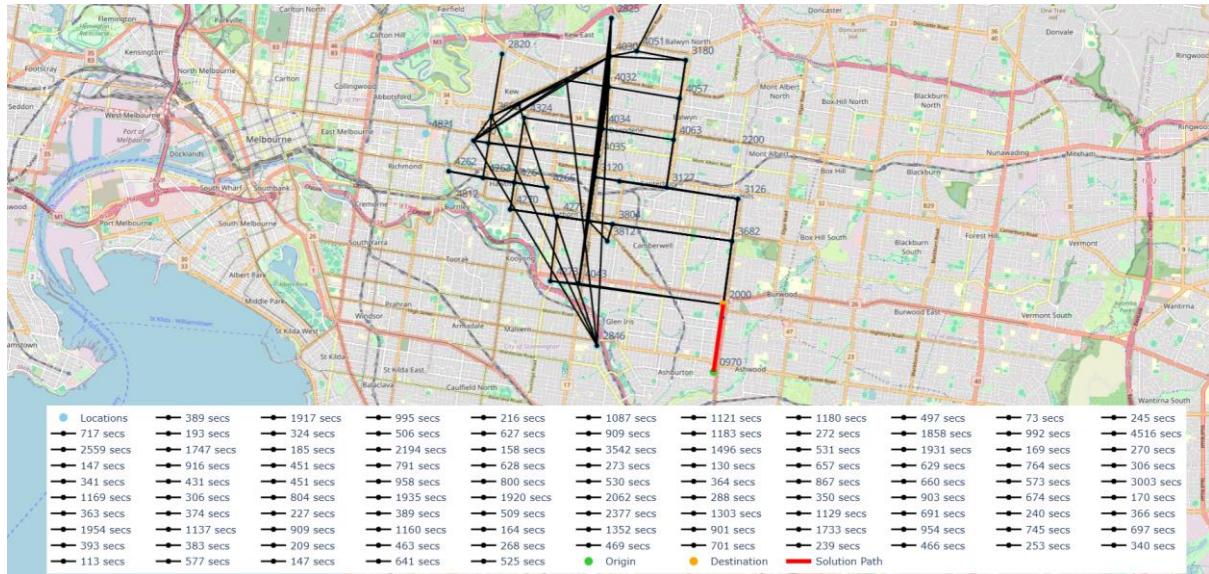 2825
Fairfield
Doncaster
Flemington
Parkville
Clifton Hill
M3
Kew East
4051
Balwyn North
4030
Donvale
Ringwood
Kensington
2820
3180
Footscray
North Melbourne
Carlton
Collingwood
Abbotsford
4032
4057
Kew
Mont Albert North
Box Hill North
Blackburn North
4324
34
4034
Balwyn
West Melbourne
Port of Melbourne
4821
East Melbourne
Melbourne
4063
2200
Nunawading
Mitcham
Mont Albert
Docklands
Richmond
4035
4262
4263
4264
3120
Box Hill
Blackburn
South Wharf
Southbank
4266
3127
3126
M1
Cremorne
4812
Burnley
Port Melbourne
South Melbourne
4270
4272
3804
South Yarra
3812
3682
Camberwell
Box Hill South
Blackburn South
Forest Hill
Vermont
Toorak
Kooyong
Albert Park
4043
Middle Park
Prahran
2000
Burwood
Wantirna
Windsor
Armadale
Malvern
Glen Iris
Burwood East
Vermont South
St Kilda West
2846
St Kilda
0970
St Kilda East
Ashburton
Ashwood
Balaclava
Caulfield North
Wantirna South
Locations 389 secs 1917 secs 995 secs 216 secs 1087 secs 1121 secs 1180 secs 497 secs 73 secs 245 secs
717 secs 193 secs 324 secs 506 secs 627 secs 909 secs 1183 secs 272 secs 1858 secs 992 secs 4516 secs
2559 secs 1747 secs 185 secs 2194 secs 158 secs 3542 secs 1496 secs 531 secs 1931 secs 169 secs 270 secs
147 secs 916 secs 451 secs 791 secs 628 secs 273 secs 130 secs 657 secs 629 secs 764 secs 306 secs
341 secs 431 secs 451 secs 958 secs 800 secs 530 secs 364 secs 867 secs 660 secs 573 secs 3003 secs
1169 secs 306 secs 804 secs 1935 secs 1920 secs 2062 secs 288 secs 350 secs 903 secs 674 secs 170 secs
363 secs 374 secs 227 secs 389 secs 509 secs 2377 secs 1303 secs 1129 secs 691 secs 240 secs 366 secs
1954 secs 1137 secs 909 secs 1160 secs 164 secs 1352 secs 901 secs 1733 secs 954 secs 745 secs 697 secs
393 secs 383 secs 209 secs 463 secs 268 secs 469 secs 701 secs 239 secs 466 secs 253 secs 340 secs
113 secs 577 secs 147 secs 641 secs 525 secs Origin Destination Solution Path